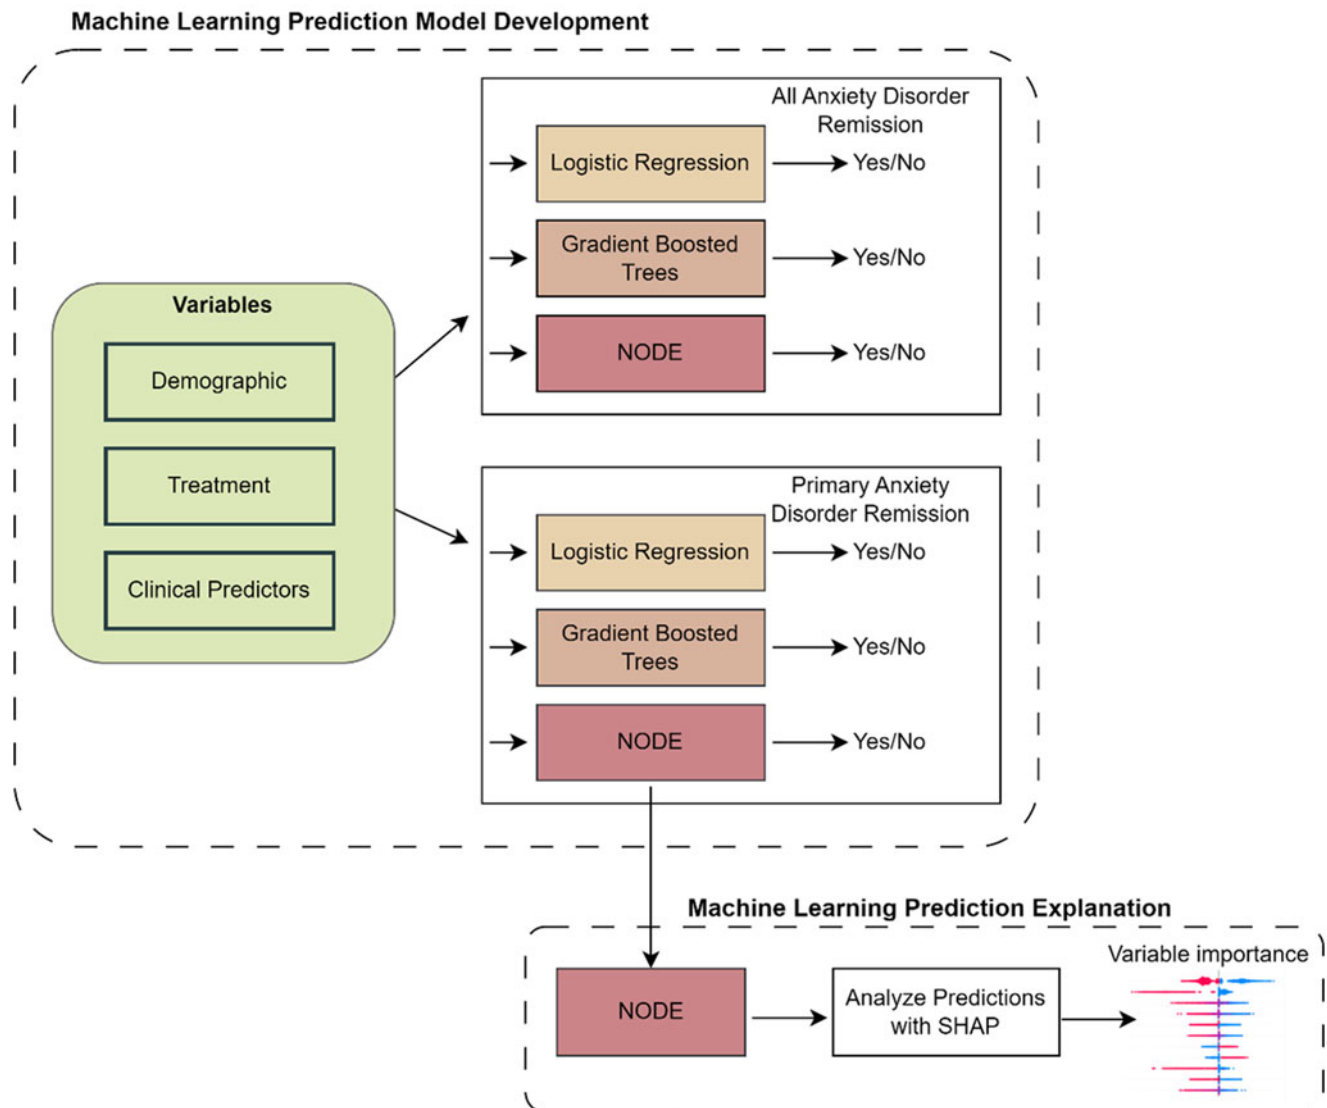 Machine Learning Prediction Model Development
All Anxiety Disorder
Remission
Logistic Regression
Yes/No
Gradient Boosted
Trees
Yes/No
NODE
Yes/No
Variables
Demographic
Treatment
Clinical Predictors
Primary Anxiety
Disorder Remission
Logistic Regression
Yes/No
Gradient Boosted
Trees
Yes/No
NODE
Yes/No
Machine Learning Prediction Explanation
NODE
Analyze Predictions
with SHAP
Variable importance